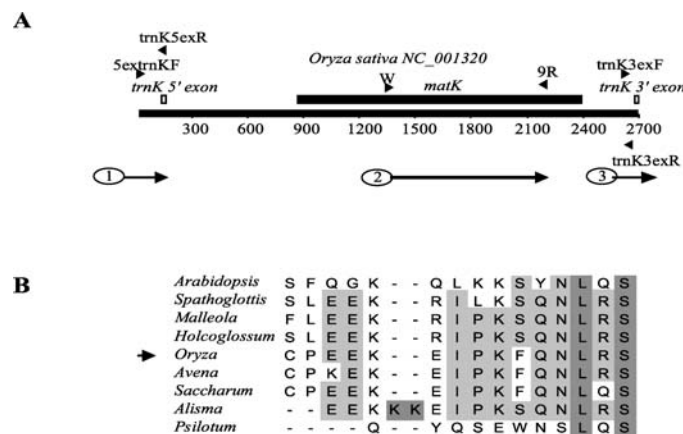 A
trnK5exR
5extrnKF
trnK 5' exon
Oryza sativa NC_001320
W
matK
9R
trnK3exF
trnK 3' exon
300 600 900 1200 1500 1800 2100 2400 2700
trnK3exR
1 2 3
B
Arabidopsis S F Q G K - - Q L K K S Y N L Q S
Spathoglottis S L E E K - - R I L K S Q N L R S
Malleola F L E E K - - R I P K S Q N L R S
Holcoglossum S L E E K - - R I P K S Q N L R S
Oryza C P E E K - - E I P K F Q N L R S
Avena C P K E K - - E I P K F Q N L R S
Saccharum C P E E K - - E I P K F Q N L Q S
Alisma - - E E K K K E I P K S Q N L R S
Psilotum - - - - Q - - Y Q S E W N S L Q S